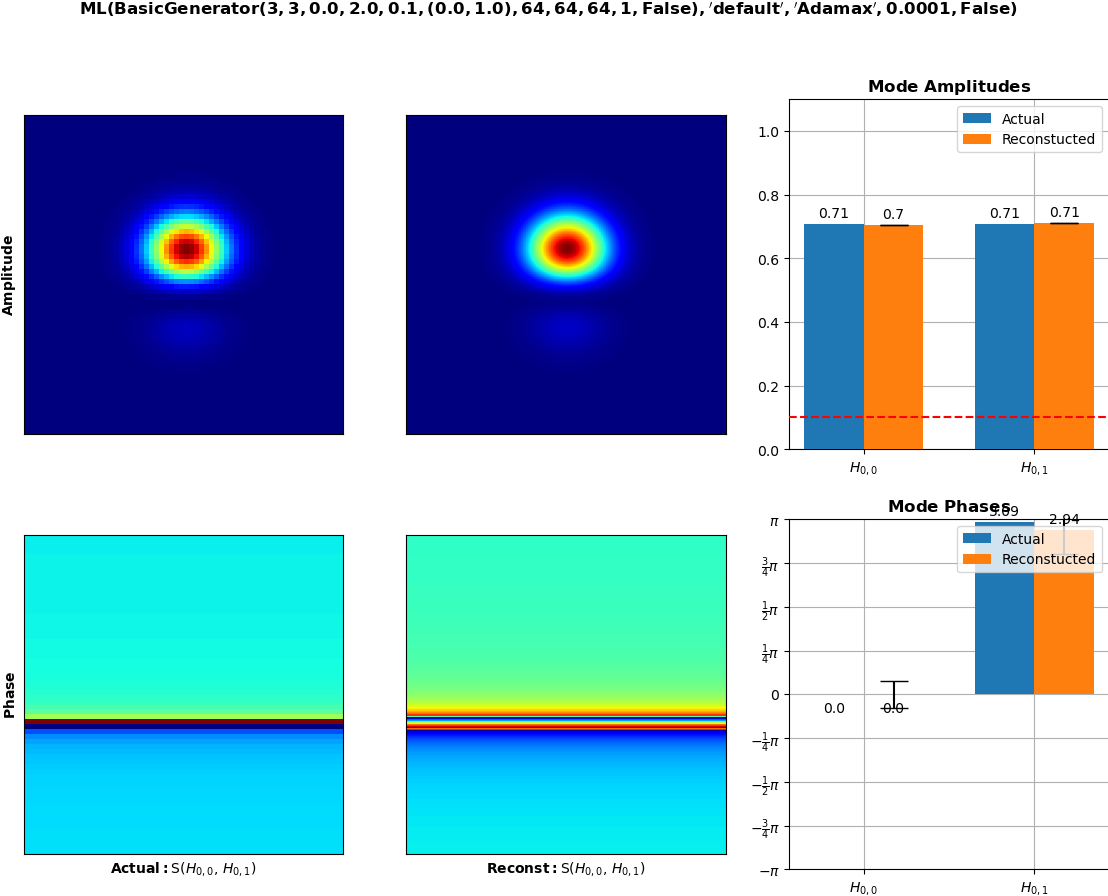 ML(BasicGenerator(3, 3, 0.0, 2.0, 0.1, (0.0, 1.0), 64, 64, 64, 1, False), ′default′, ′Adamax′, 0.0001, False)
Amplitude
Mode Amplitudes
Actual
Reconstucted
1.0
0.8
0.6
0.4
0.2
0.0
0.71
0.7
0.71
0.71
H0,0
H0,1
Phase
Actual: S(H0,0, H0,1)
Reconst: S(H0,0, H0,1)
Mode Phases
Actual
Reconstucted
π
3/4π
1/2π
1/4π
0
−1/4π
−1/2π
−3/4π
−π
0.0
0.0
3.09
2.94
H0,0
H0,1